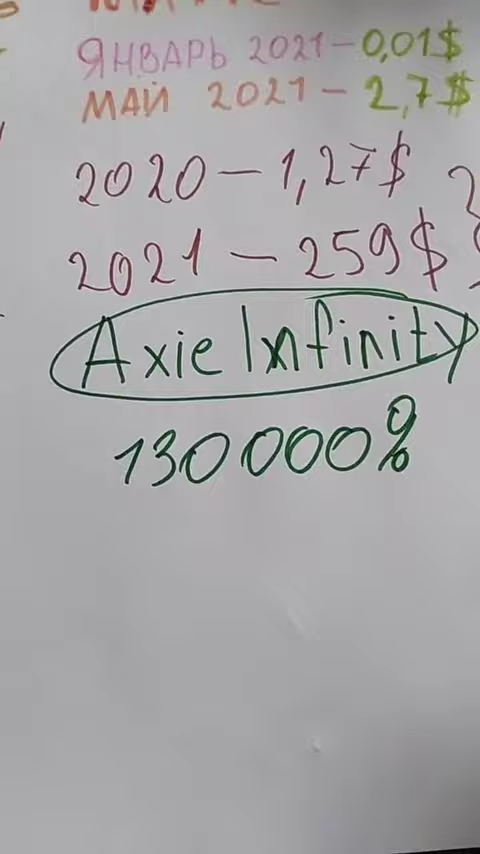 ЯНВАРЬ 2021-0,01$
МАЙ 2021 - 2,7$
2020 - 1,27$
2021 - 259$
Axie Infinity
130000%